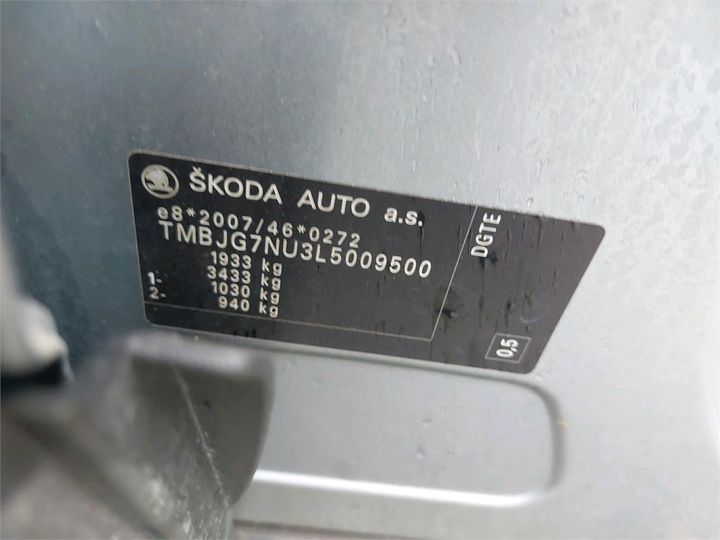 ŠKODA AUTO a.s.
e8*2007/46*0272
TMBJG7NU3L5009500
1933 kg
3433 kg
1- 1030 kg
2- 940 kg
DGTE
0,5